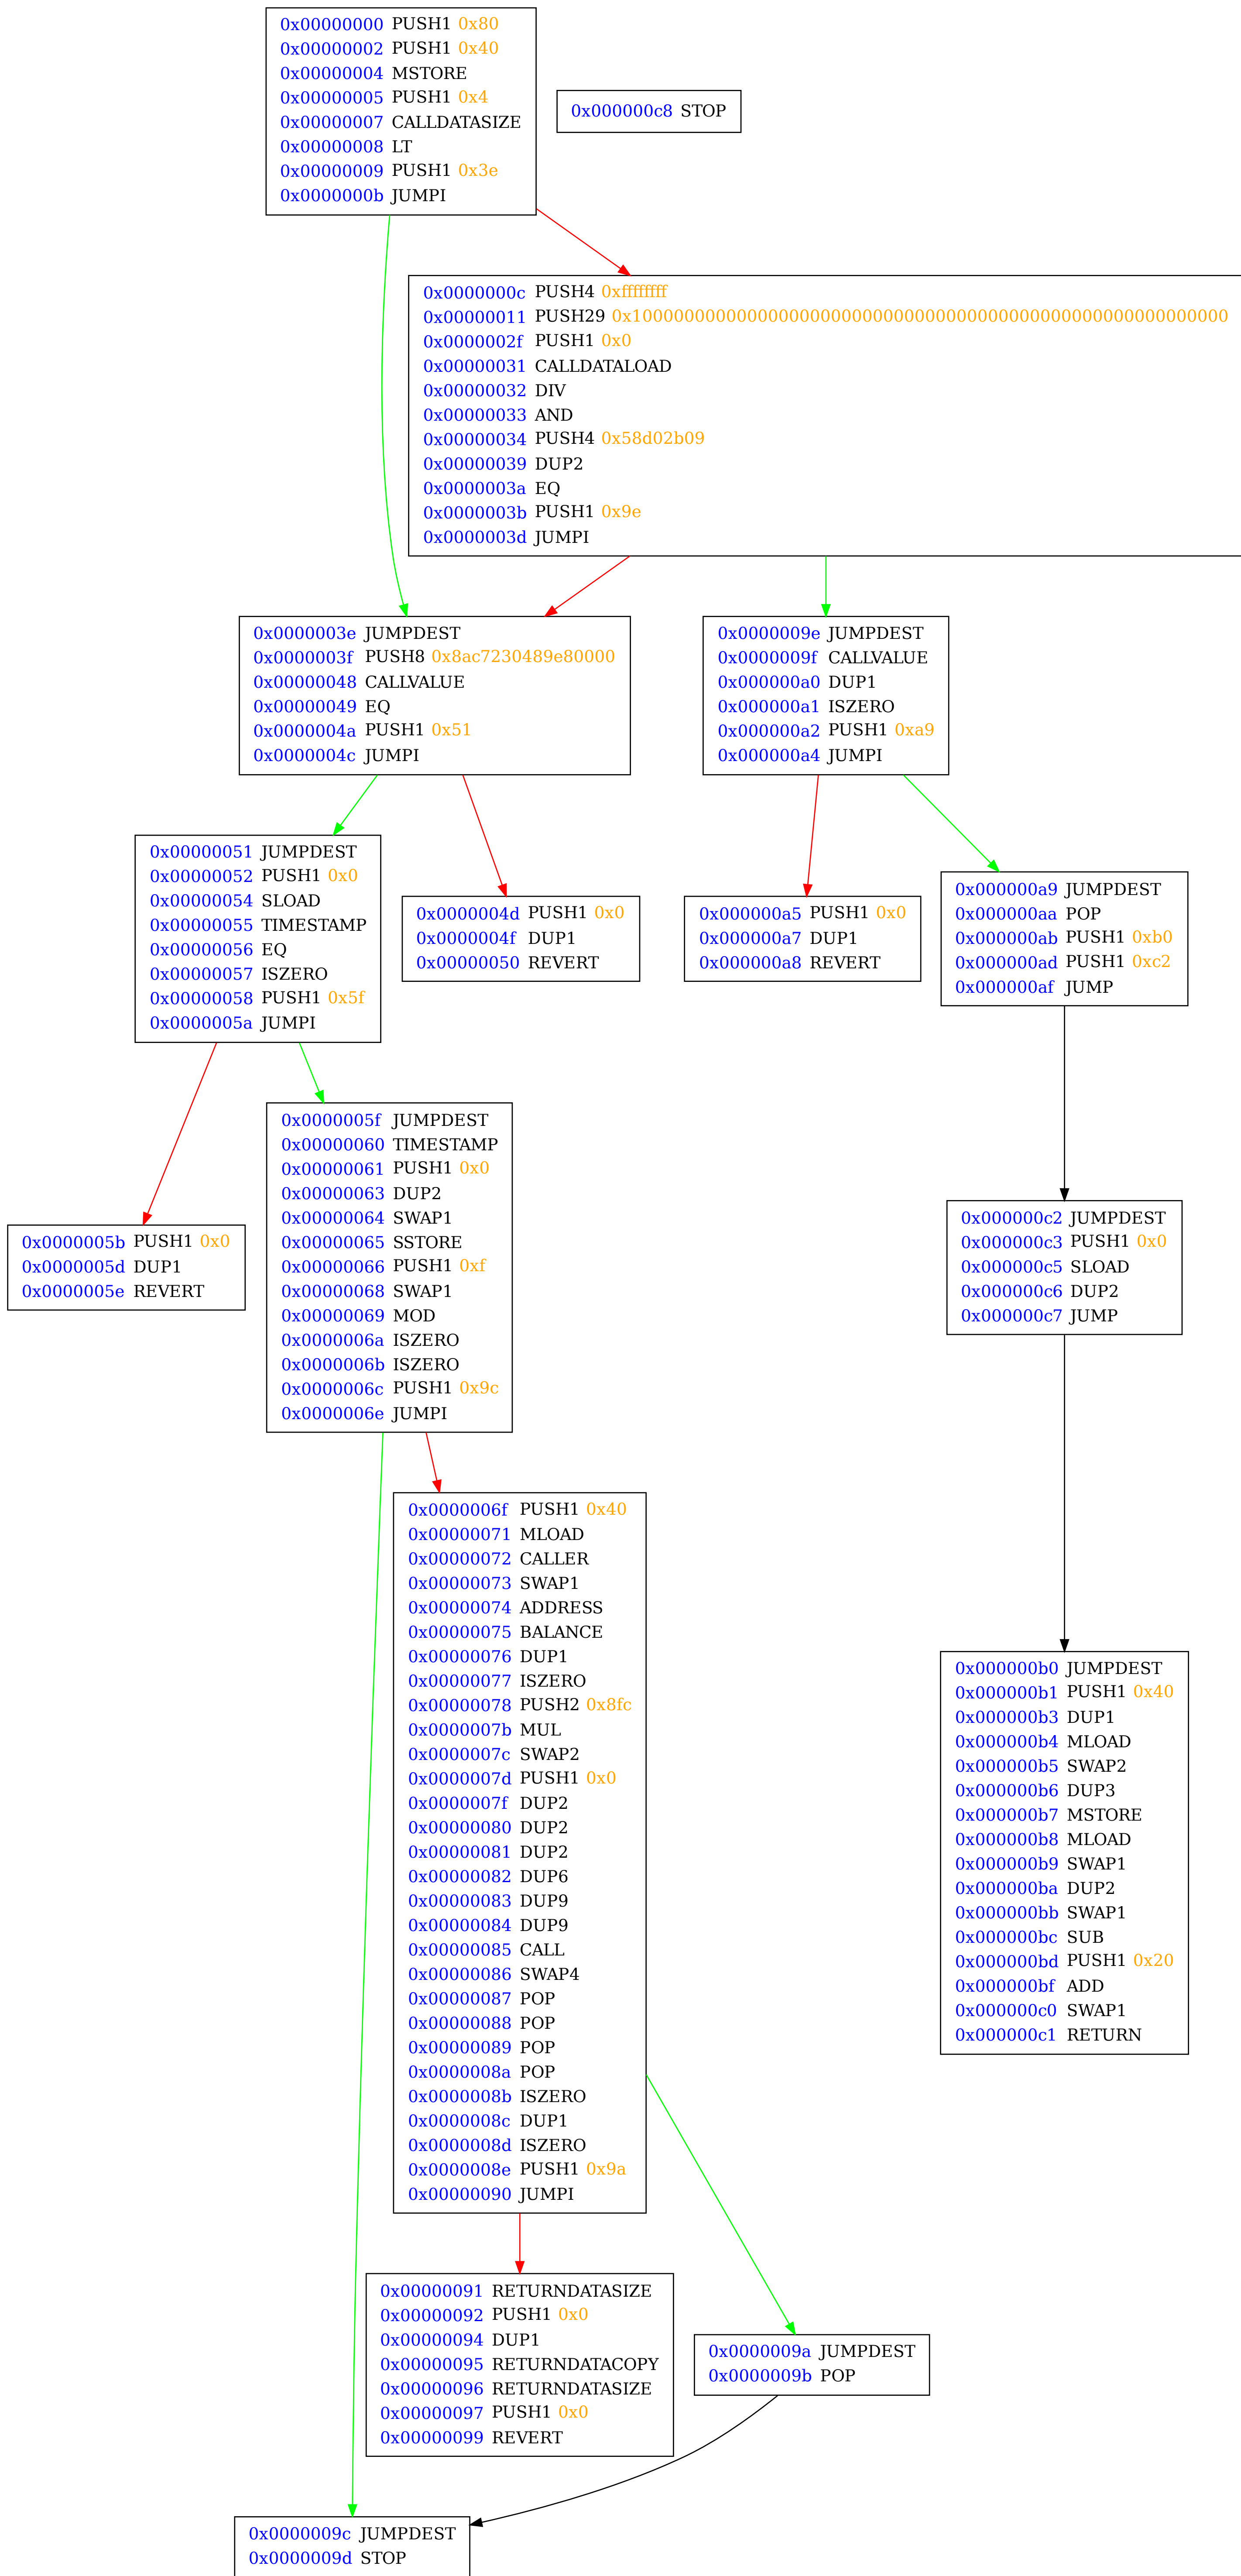 0x00000000 PUSH1 0x80
0x00000002 PUSH1 0x40
0x00000004 MSTORE
0x00000005 PUSH1 0x4
0x00000007 CALLDATASIZE
0x00000008 LT
0x00000009 PUSH1 0x3e
0x0000000b JUMPI
0x000000c8 STOP
0x0000000c PUSH4 0xffffffff
0x00000011 PUSH29 0x100000000000000000000000000000000000000000000000000000000
0x0000002f PUSH1 0x0
0x00000031 CALLDATALOAD
0x00000032 DIV
0x00000033 AND
0x00000034 PUSH4 0x58d02b09
0x00000039 DUP2
0x0000003a EQ
0x0000003b PUSH1 0x9e
0x0000003d JUMPI
0x0000003e JUMPDEST
0x0000003f PUSH8 0x8ac7230489e80000
0x00000048 CALLVALUE
0x00000049 EQ
0x0000004a PUSH1 0x51
0x0000004c JUMPI
0x0000009e JUMPDEST
0x0000009f CALLVALUE
0x000000a0 DUP1
0x000000a1 ISZERO
0x000000a2 PUSH1 0xa9
0x000000a4 JUMPI
0x00000051 JUMPDEST
0x00000052 PUSH1 0x0
0x00000054 SLOAD
0x00000055 TIMESTAMP
0x00000056 EQ
0x00000057 ISZERO
0x00000058 PUSH1 0x5f
0x0000005a JUMPI
0x0000004d PUSH1 0x0
0x0000004f DUP1
0x00000050 REVERT
0x000000a5 PUSH1 0x0
0x000000a7 DUP1
0x000000a8 REVERT
0x000000a9 JUMPDEST
0x000000aa POP
0x000000ab PUSH1 0xb0
0x000000ad PUSH1 0xc2
0x000000af JUMP
0x0000005b PUSH1 0x0
0x0000005d DUP1
0x0000005e REVERT
0x0000005f JUMPDEST
0x00000060 TIMESTAMP
0x00000061 PUSH1 0x0
0x00000063 DUP2
0x00000064 SWAP1
0x00000065 SSTORE
0x00000066 PUSH1 0xf
0x00000068 SWAP1
0x00000069 MOD
0x0000006a ISZERO
0x0000006b ISZERO
0x0000006c PUSH1 0x9c
0x0000006e JUMPI
0x000000c2 JUMPDEST
0x000000c3 PUSH1 0x0
0x000000c5 SLOAD
0x000000c6 DUP2
0x000000c7 JUMP
0x0000006f PUSH1 0x40
0x00000071 MLOAD
0x00000072 CALLER
0x00000073 SWAP1
0x00000074 ADDRESS
0x00000075 BALANCE
0x00000076 DUP1
0x00000077 ISZERO
0x00000078 PUSH2 0x8fc
0x0000007b MUL
0x0000007c SWAP2
0x0000007d PUSH1 0x0
0x0000007f DUP2
0x00000080 DUP2
0x00000081 DUP2
0x00000082 DUP6
0x00000083 DUP9
0x00000084 DUP9
0x00000085 CALL
0x00000086 SWAP4
0x00000087 POP
0x00000088 POP
0x00000089 POP
0x0000008a POP
0x0000008b ISZERO
0x0000008c DUP1
0x0000008d ISZERO
0x0000008e PUSH1 0x9a
0x00000090 JUMPI
0x000000b0 JUMPDEST
0x000000b1 PUSH1 0x40
0x000000b3 DUP1
0x000000b4 MLOAD
0x000000b5 SWAP2
0x000000b6 DUP3
0x000000b7 MSTORE
0x000000b8 MLOAD
0x000000b9 SWAP1
0x000000ba DUP2
0x000000bb SWAP1
0x000000bc SUB
0x000000bd PUSH1 0x20
0x000000bf ADD
0x000000c0 SWAP1
0x000000c1 RETURN
0x00000091 RETURNDATASIZE
0x00000092 PUSH1 0x0
0x00000094 DUP1
0x00000095 RETURNDATACOPY
0x00000096 RETURNDATASIZE
0x00000097 PUSH1 0x0
0x00000099 REVERT
0x0000009a JUMPDEST
0x0000009b POP
0x0000009c JUMPDEST
0x0000009d STOP